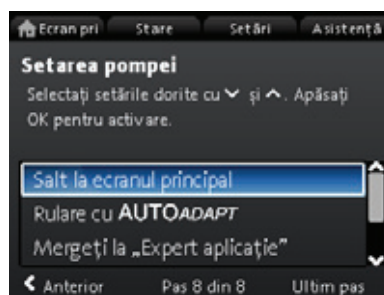 Ecran pri Stare Setări Asistență
Setarea pompei
Selectați setările dorite cu și . Apăsați
OK pentru activare.
Salt la ecranul principal
Rulare cu AUTOADAPT
Mergeți la „Expert aplicație”
Anterior Pas 8 din 8 Ultim pas